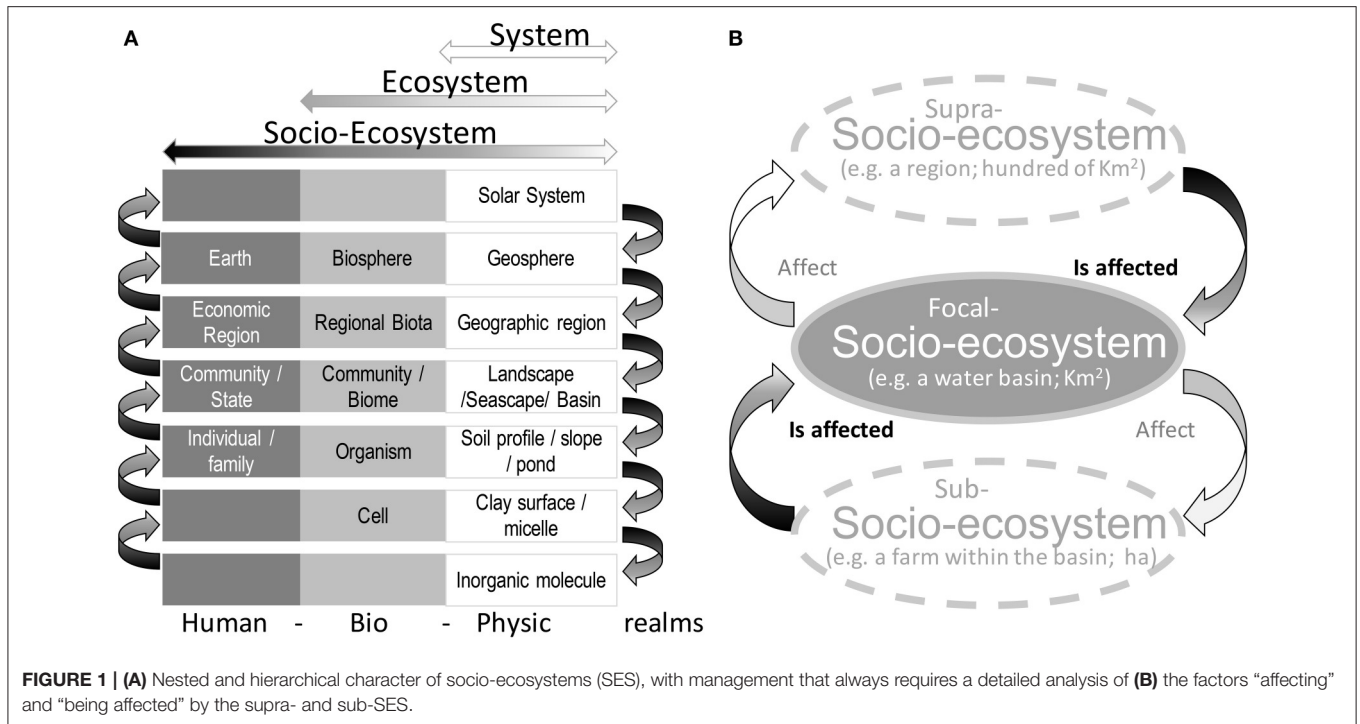 A
System
Ecosystem
Socio-Ecosystem
Solar System
Earth
Biosphere
Geosphere
Economic
Region
Regional Biota
Geographic region
Community /
State
Community /
Biome
Landscape
/Seascape/ Basin
Individual /
family
Organism
Soil profile / slope
/ pond
Cell
Clay surface /
micelle
Inorganic molecule
Human - Bio - Physic realms
B
Supra-
Socio-ecosystem
(e.g. a region; hundred of Km²)
Affect
Is affected
Focal-
Socio-ecosystem
(e.g. a water basin; Km²)
Is affected
Affect
Sub-
Socio-ecosystem
(e.g. a farm within the basin; ha)
FIGURE 1 | (A) Nested and hierarchical character of socio-ecosystems (SES), with management that always requires a detailed analysis of (B) the factors “affecting”
and “being affected” by the supra- and sub-SES.